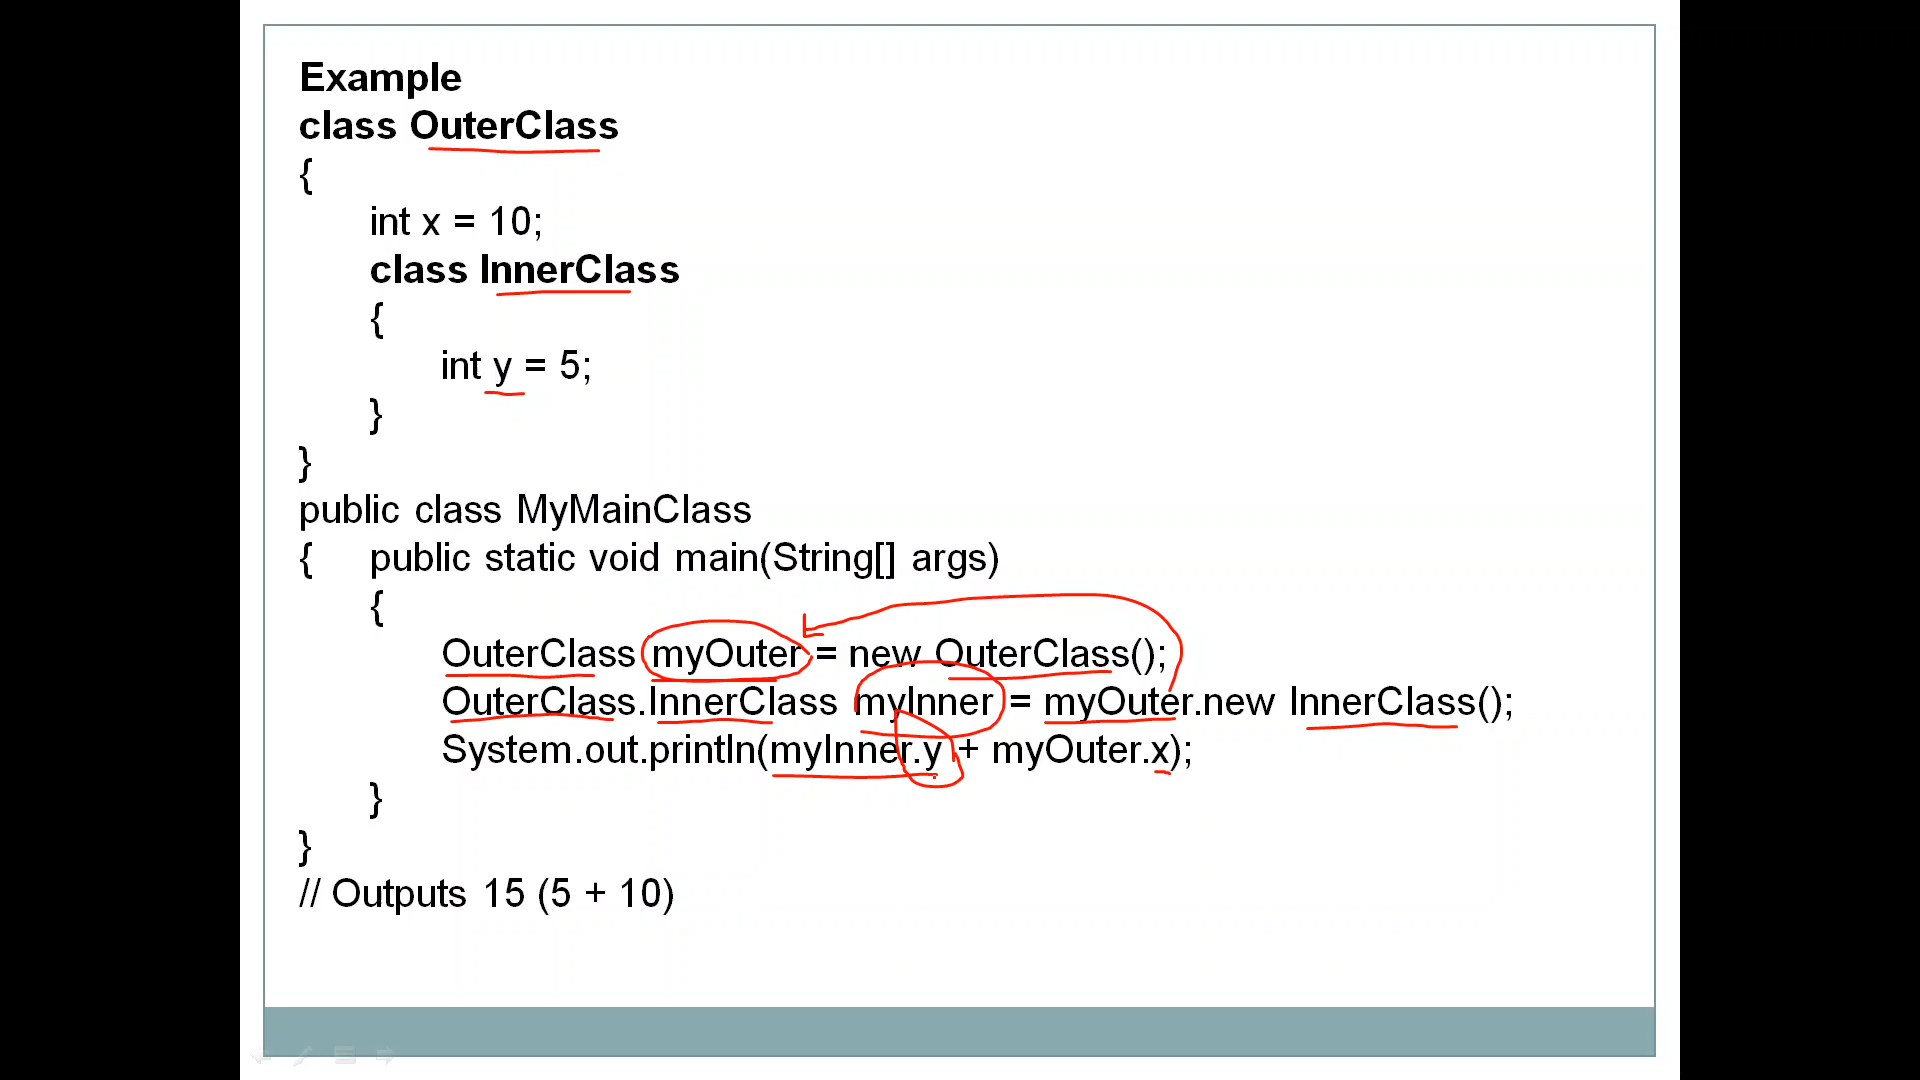 Example
class OuterClass
{
int x = 10;
class InnerClass
{
int y = 5;
}
}
public class MyMainClass
{ public static void main(String[] args)
{
OuterClass myOuter = new OuterClass();
OuterClass.InnerClass myInner = myOuter.new InnerClass();
System.out.println(myInner.y + myOuter.x);
}
}
// Outputs 15 (5 + 10)